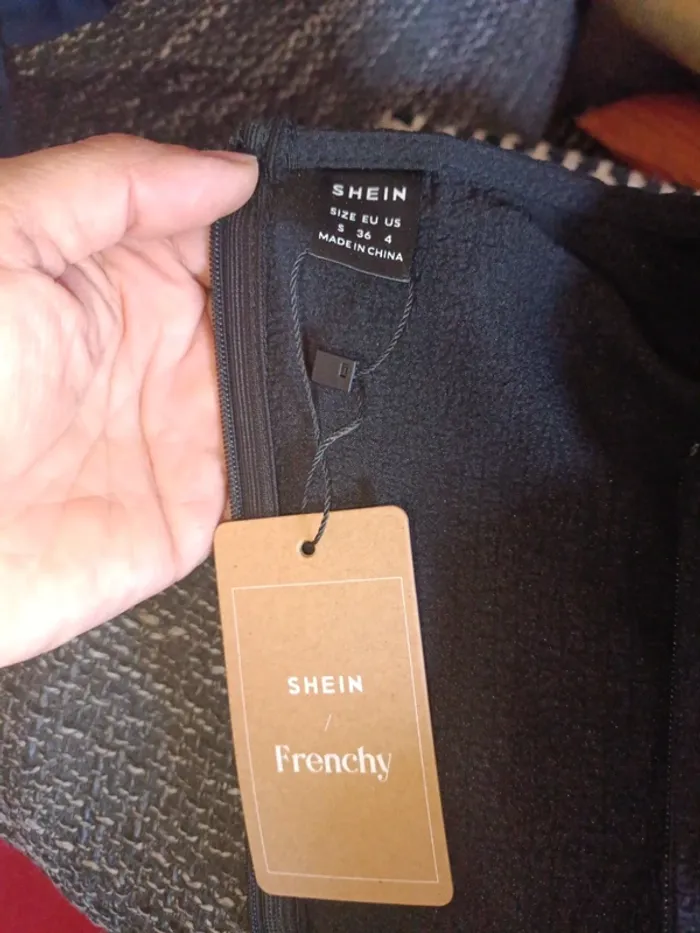 SHEIN
SIZE EU US
S 36 4
MADE IN CHINA
SHEIN
/
Frenchy